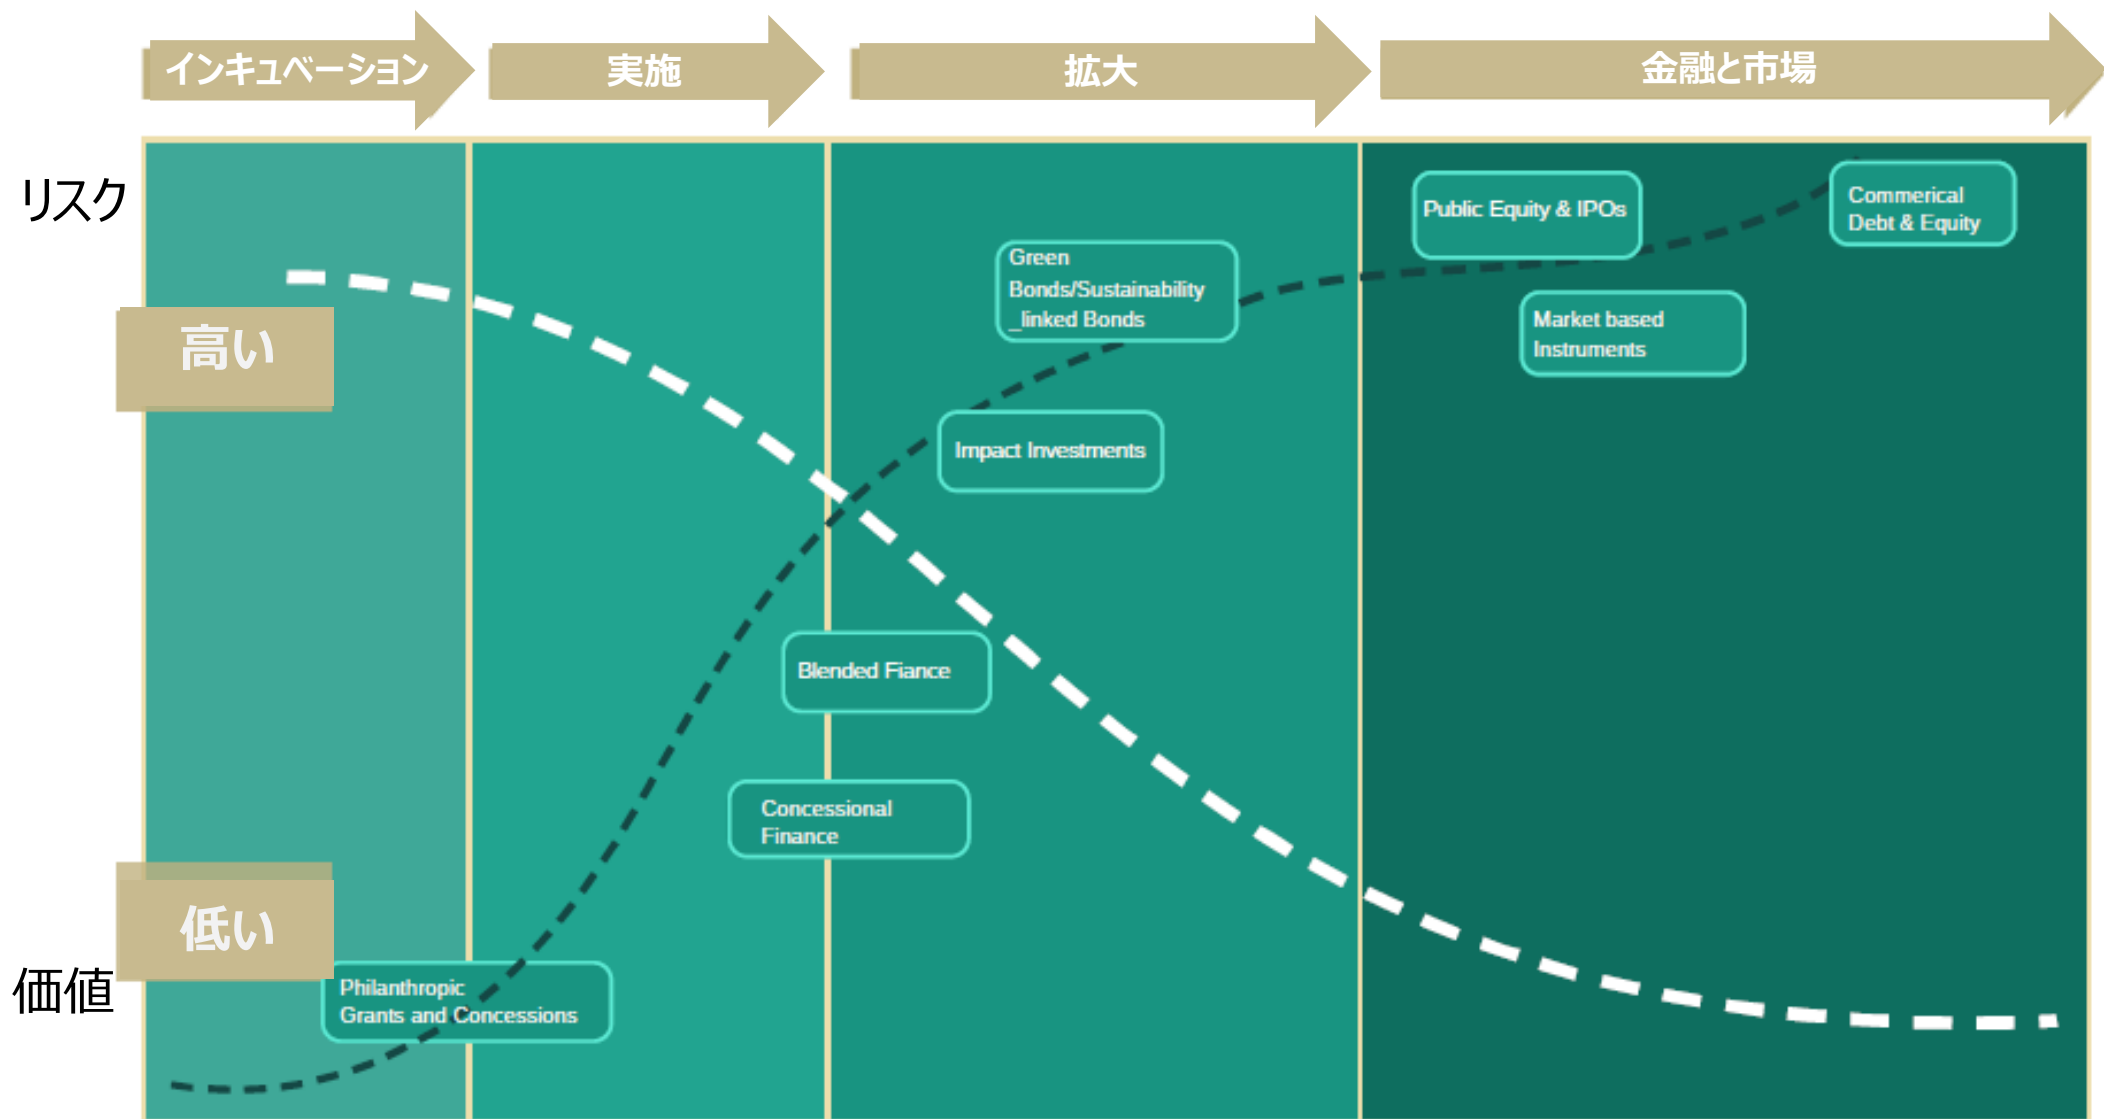 インキュベーション
実施
拡大
金融と市場
リスク
高い
低い
価値
Public Equity & IPOs
Commerical
Debt & Equity
Green
Bonds/Sustainability
_linked Bonds
Market based
Instruments
Impact Investments
Blended Fiance
Concessional
Finance
Philanthropic
Grants and Concessions